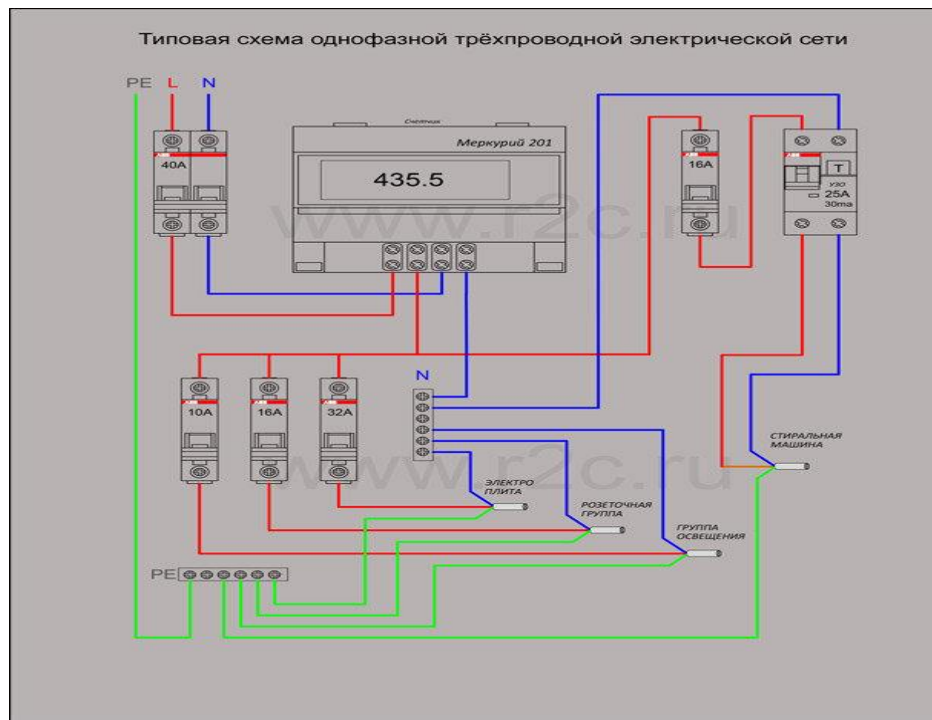 Типовая схема однофазной трёхпроводной электрической сети
PE L N
Счетчик
Меркурий 201
435.5
40A
16A
T
УЗО
25A
30ma
www.r2c.ru
10A
16A
32A
N
СТИРАЛЬНАЯ
МАШИНА
www.r2c.ru
ЭЛЕКТРО
ПЛИТА
РОЗЕТОЧНАЯ
ГРУППА
ГРУППА
ОСВЕЩЕНИЯ
PE